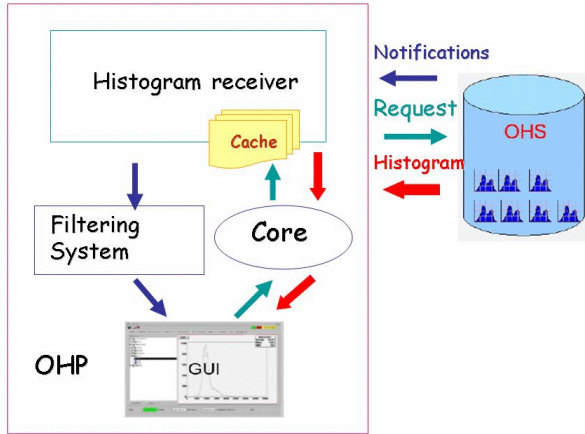 Histogram receiver
Cache
Filtering
System
Core
OHP
GUI
Notifications
Request
Histogram
OHS